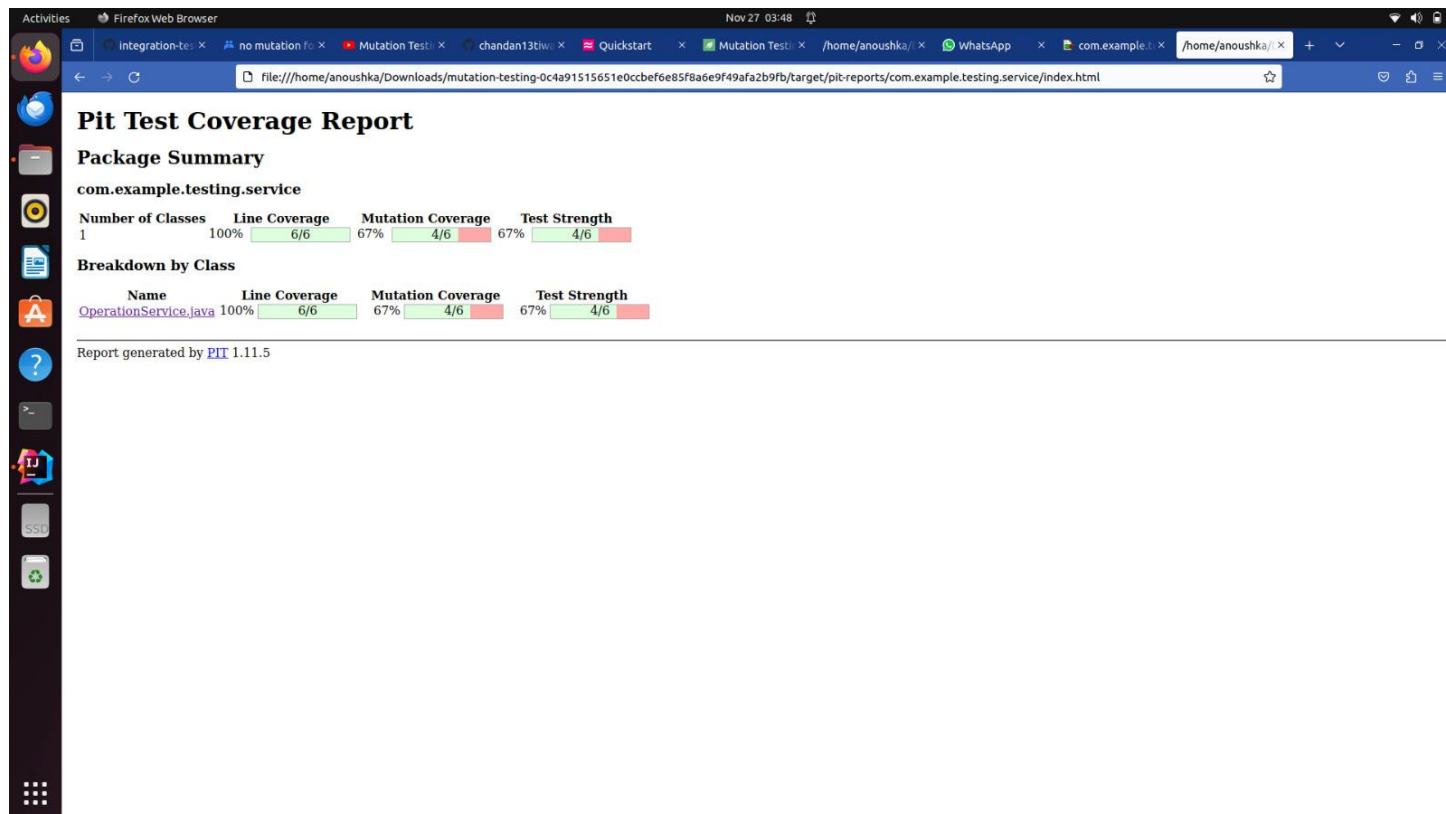 Activities Firefox Web Browser Nov 27 03:48
integration-tes no mutation fo Mutation Testi chandan13tiwa Quickstart Mutation Testi /home/anoushka/ WhatsApp com.example.t /home/anoushka/
file:///home/anoushka/Downloads/mutation-testing-0c4a91515651e0ccbef6e85f8a6e9f49afa2b9fb/target/pit-reports/com.example.testing.service/index.html
Pit Test Coverage Report
Package Summary
com.example.testing.service
Number of Classes Line Coverage Mutation Coverage Test Strength
1 100% 6/6 67% 4/6 67% 4/6
Breakdown by Class
Name Line Coverage Mutation Coverage Test Strength
OperationService.java 100% 6/6 67% 4/6 67% 4/6
Report generated by PIT 1.11.5
IJ
SSD